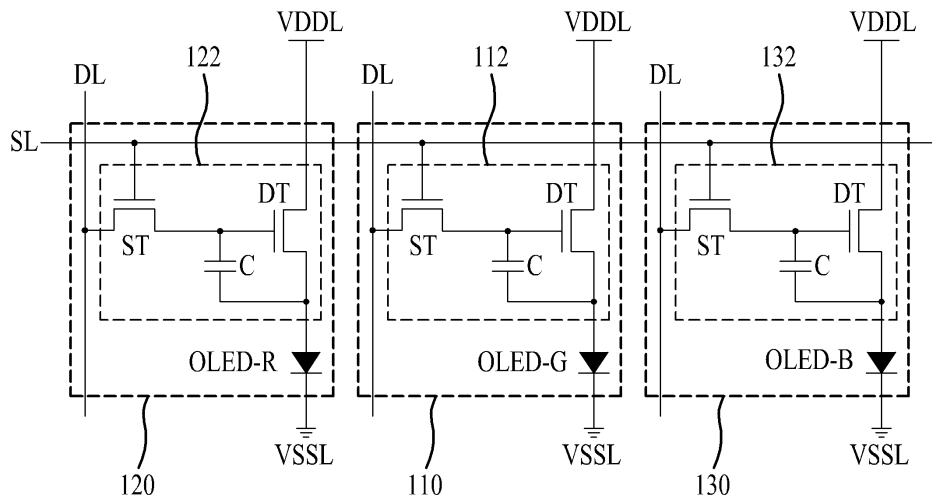 VDDL VDDL VDDL
122 112 132
DL DL DL
SL
DT DT DT
ST ST ST
C C C
OLED-R OLED-G OLED-B
VSSL VSSL VSSL
120 110 130